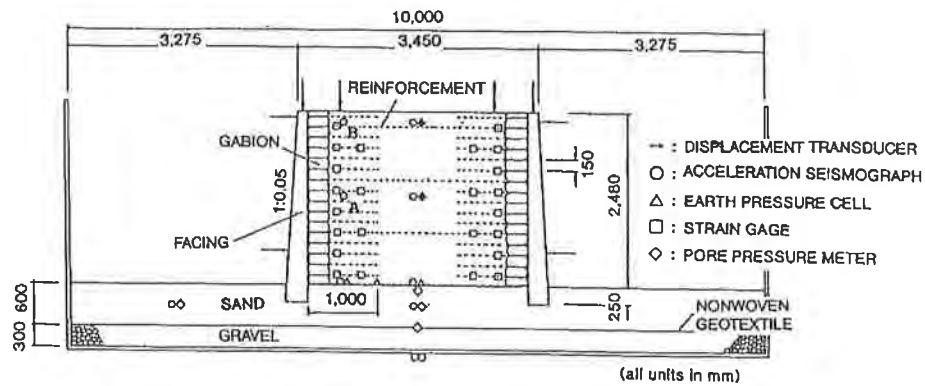 10,000
3,275
3,450
3,275
REINFORCEMENT
B
GABION
150
1:0.05
A
2,480
FACING
↔ : DISPLACEMENT TRANSDUCER
○ : ACCELERATION SEISMOGRAPH
△ : EARTH PRESSURE CELL
□ : STRAIN GAGE
◇ : PORE PRESSURE METER
600
SAND
1,000
250
NONWOVEN
GEOTEXTILE
300
GRAVEL
(all units in mm)